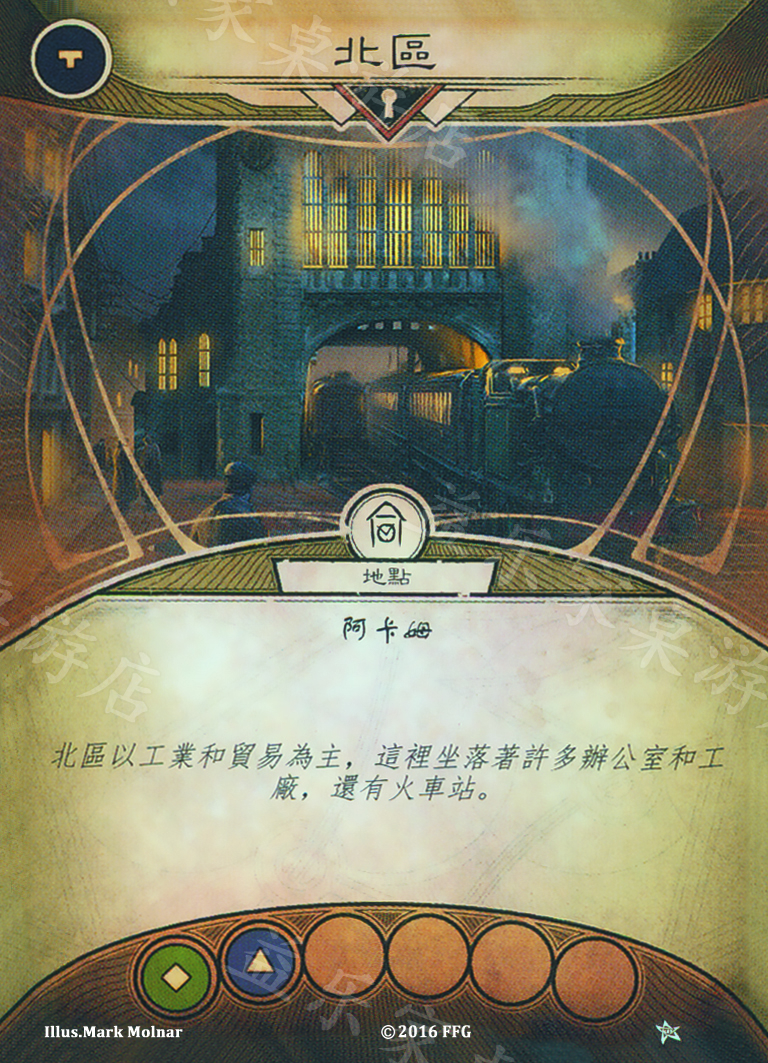 北區
地點
阿卡姆
北區以工業和貿易為主，這裡坐落著許多辦公室和工
廠，還有火車站。
Illus.Mark Molnar
©2016 FFG